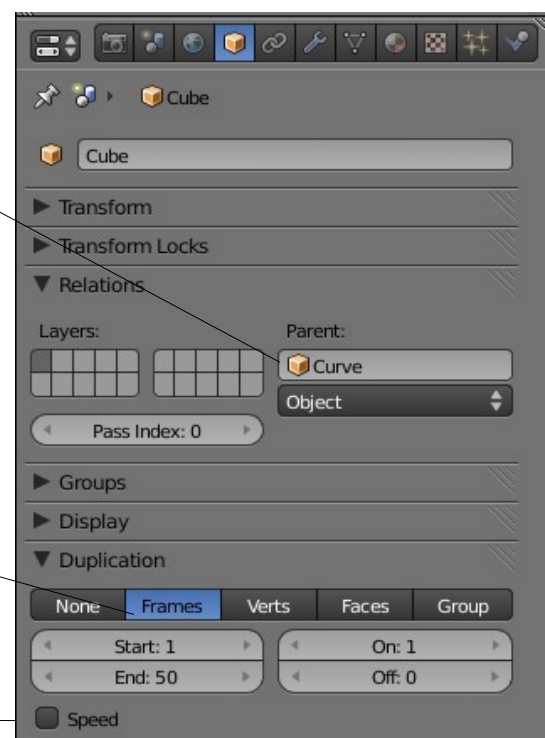 Cube
Cube
Transform
Transform Locks
Relations
Layers:
Parent:
Curve
Object
Pass Index: 0
Groups
Display
Duplication
None Frames Verts Faces Group
Start: 1 On: 1
End: 50 Off: 0
Speed